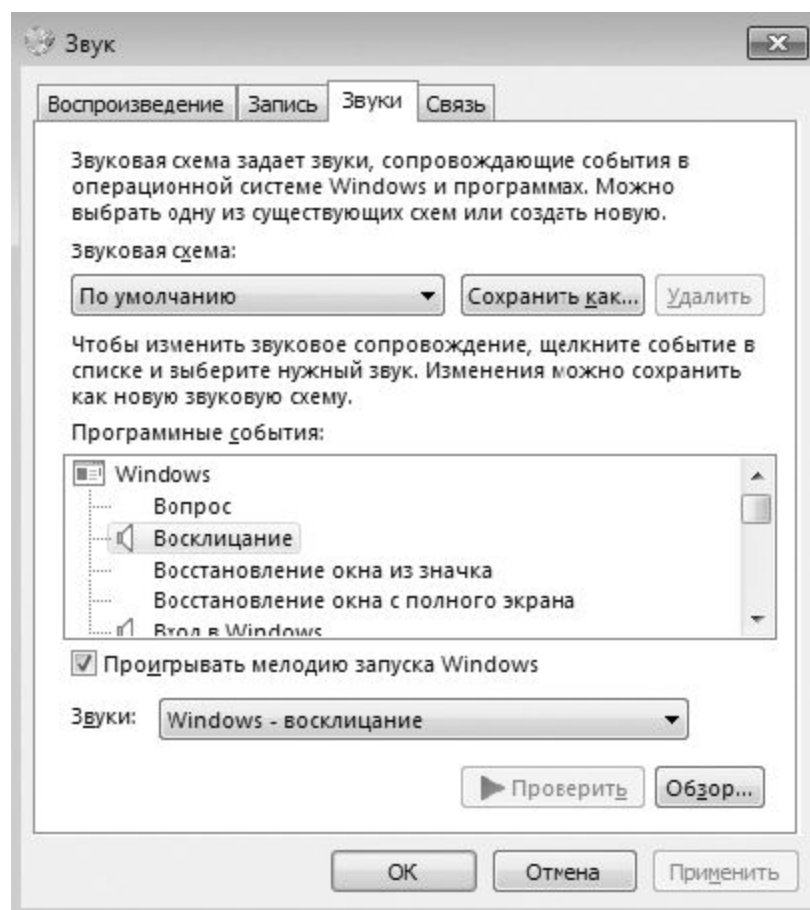 Звук
Воспроизведение Запись Звуки Связь
Звуковая схема задает звуки, сопровождающие события в
операционной системе Windows и программах. Можно
выбрать одну из существующих схем или создать новую.
Звуковая схема:
По умолчанию Сохранить как... Удалить
Чтобы изменить звуковое сопровождение, щелкните событие в
списке и выберите нужный звук. Изменения можно сохранить
как новую звуковую схему.
Программные события:
Windows
Вопрос
Восклицание
Восстановление окна из значка
Восстановление окна с полного экрана
Вход в Windows
Проигрывать мелодию запуска Windows
Звуки: Windows - восклицание
Проверить Обзор...
ОК Отмена Применить